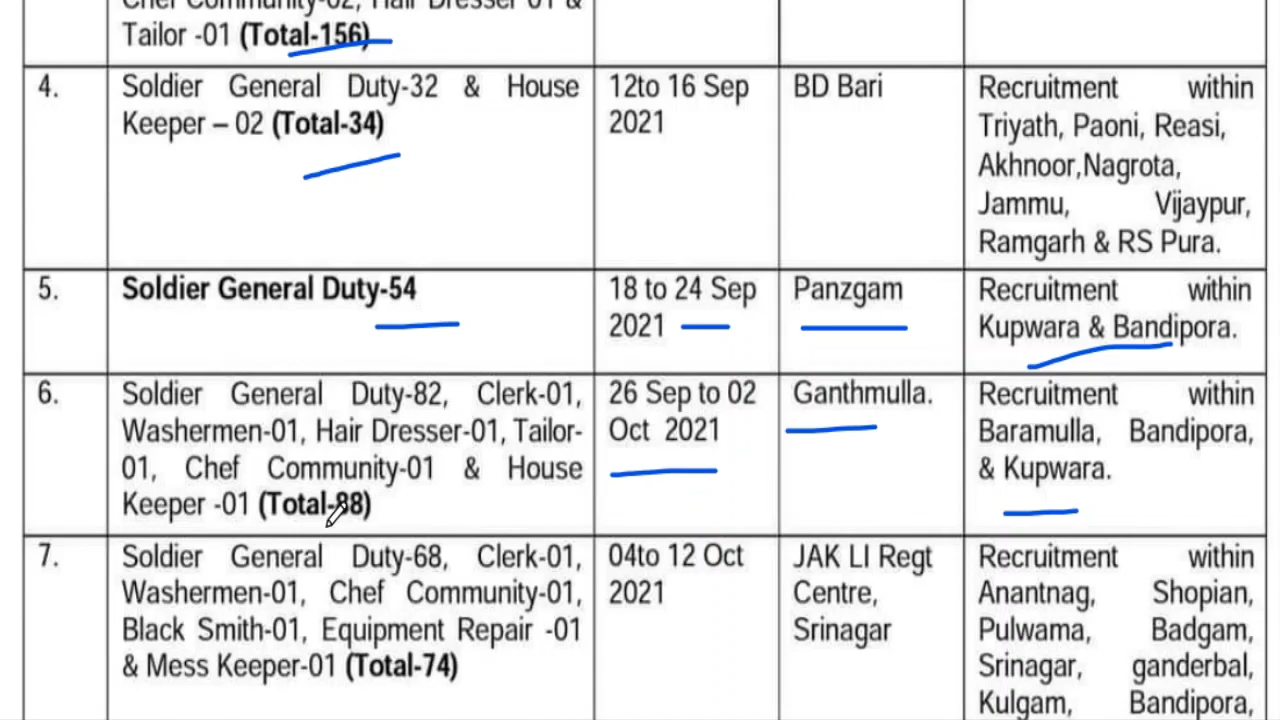 Chef Community-02, Hair Dresser-01 &
Tailor -01 (Total-156)
4.
Soldier General Duty-32 & House
Keeper – 02 (Total-34)
12to 16 Sep
2021
BD Bari
Recruitment within
Triyath, Paoni, Reasi,
Akhnoor,Nagrota,
Jammu, Vijaypur,
Ramgarh & RS Pura.
5.
Soldier General Duty-54
18 to 24 Sep
2021
Panzgam
Recruitment within
Kupwara & Bandipora.
6.
Soldier General Duty-82, Clerk-01,
Washermen-01, Hair Dresser-01, Tailor-
01, Chef Community-01 & House
Keeper -01 (Total-88)
26 Sep to 02
Oct 2021
Ganthmulla.
Recruitment within
Baramulla, Bandipora,
& Kupwara.
7.
Soldier General Duty-68, Clerk-01,
Washermen-01, Chef Community-01,
Black Smith-01, Equipment Repair -01
& Mess Keeper-01 (Total-74)
04to 12 Oct
2021
JAK LI Regt
Centre,
Srinagar
Recruitment within
Anantnag, Shopian,
Pulwama, Badgam,
Srinagar, ganderbal,
Kulgam, Bandipora,